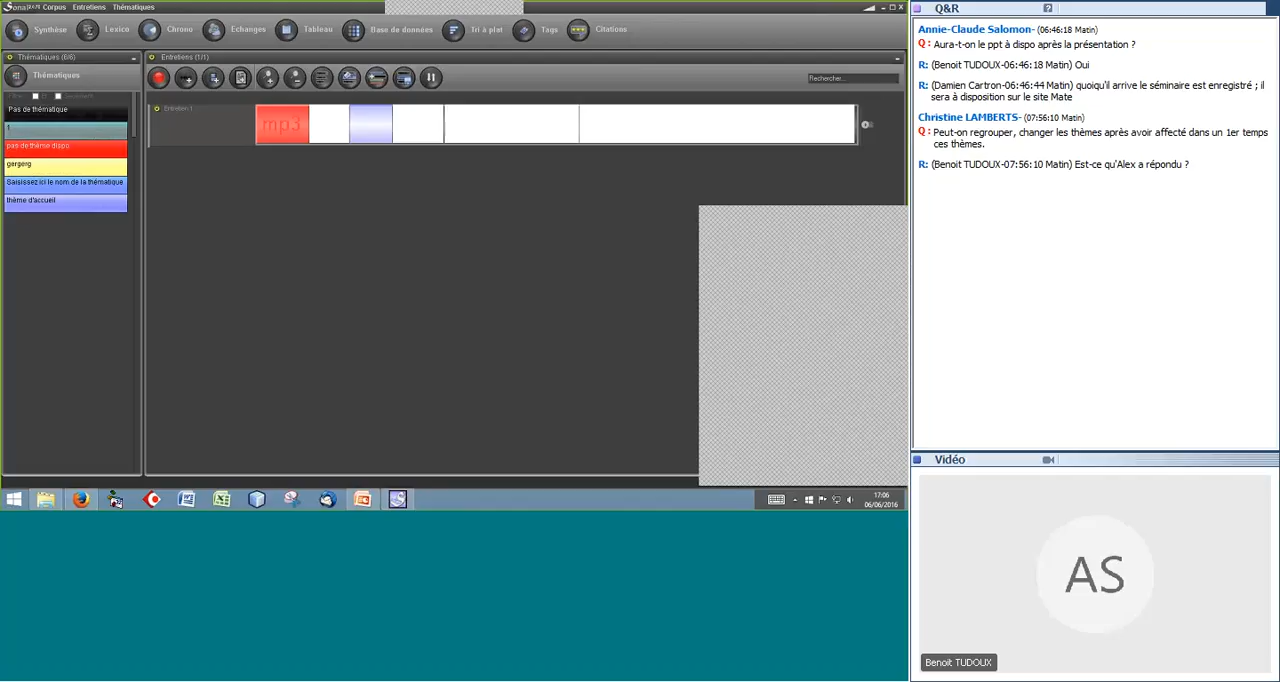 Sonal Corpus Entretiens Thématiques
Synthèse Lexico Chrono Echanges Tableau Base de données Tri à plat Tags Citations
Thématiques (6/6)
Thématiques
Pas de thématique
1
pas de thème dispo
gergerg
Saisissez ici le nom de la thématique
thème d'accueil
Entretiens (1/1)
Rechercher...
Entretien 1
mp3
17:06
06/06/2016
Q&R
Annie-Claude Salomon- (06:46:18 Matin)
Q : Aura-t-on le ppt à dispo après la présentation ?
R: (Benoit TUDOUX-06:46:18 Matin) Oui
R: (Damien Cartron-06:46:44 Matin) quoiqu'il arrive le séminaire est enregistré ; il
sera à disposition sur le site Mate
Christine LAMBERTS- (07:56:10 Matin)
Q : Peut-on regrouper, changer les thèmes après avoir affecté dans un 1er temps
ces thèmes.
R: (Benoit TUDOUX-07:56:10 Matin) Est-ce qu'Alex a répondu ?
Vidéo
AS
Benoit TUDOUX